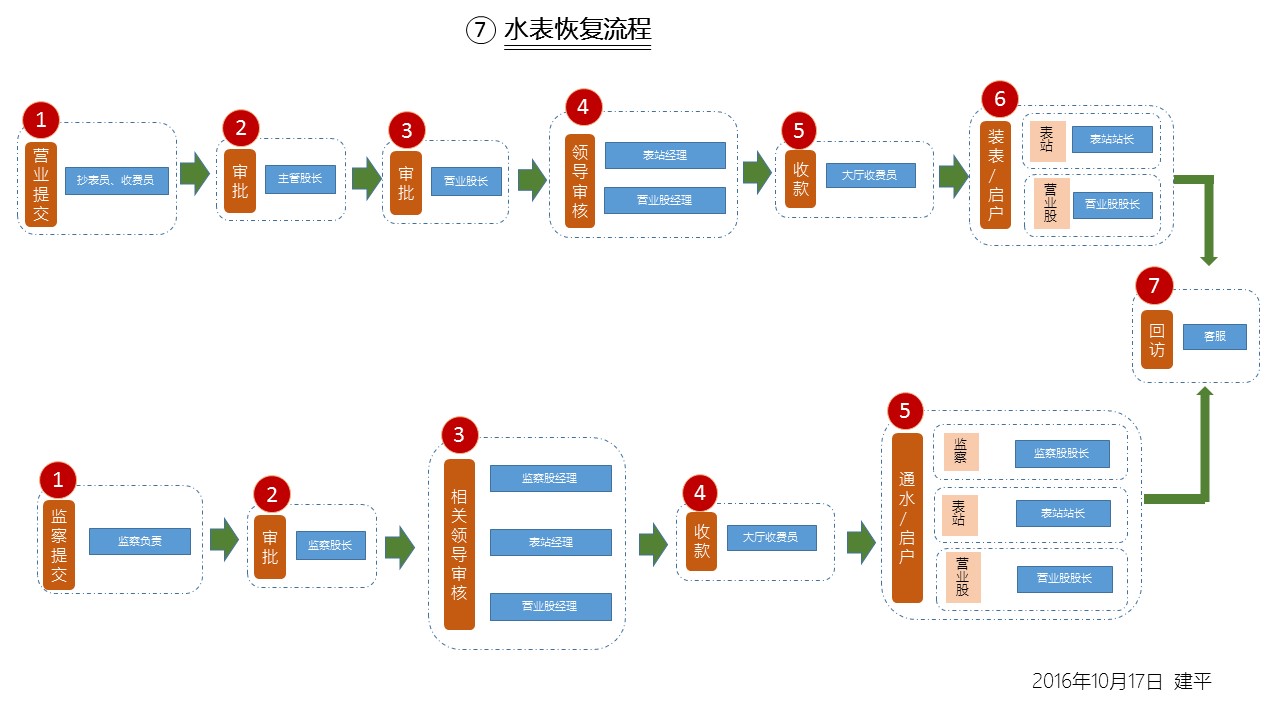 ⑦ 水表恢复流程
1
营业提交
抄表员、收费员
2
审批
主管股长
3
审批
营业股长
4
领导审核
表站经理
营业股经理
5
收款
大厅收费员
6
装表/启户
表站
表站站长
营业股
营业股股长
7
回访
客服
1
监察提交
监察负责
2
审批
监察股长
3
相关领导审核
监察股经理
表站经理
营业股经理
4
收款
大厅收费员
5
通水/启户
监察
监察股股长
表站
表站站长
营业股
营业股股长
2016年10月17日 建平